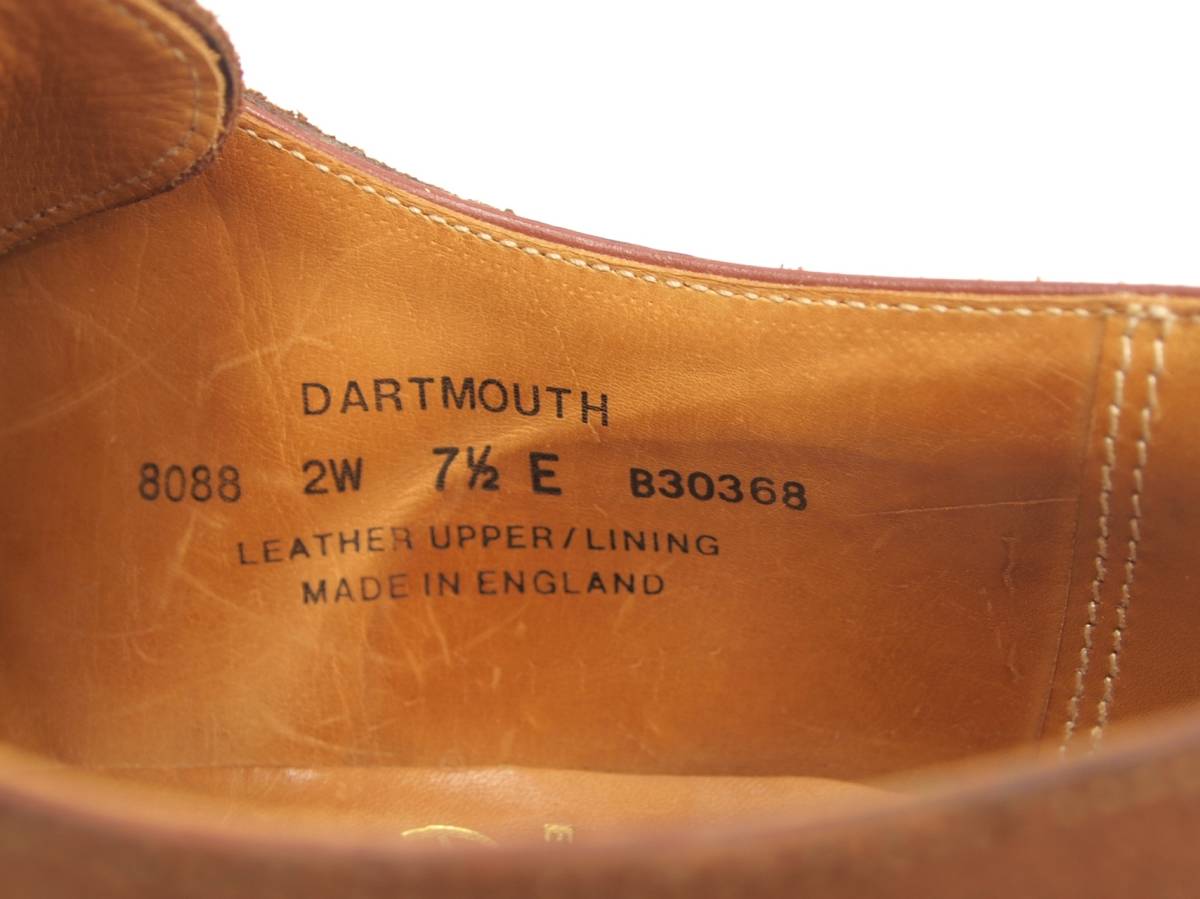 DARTMOUTH
8088 2W 7½ E B30368
LEATHER UPPER/LINING
MADE IN ENGLAND